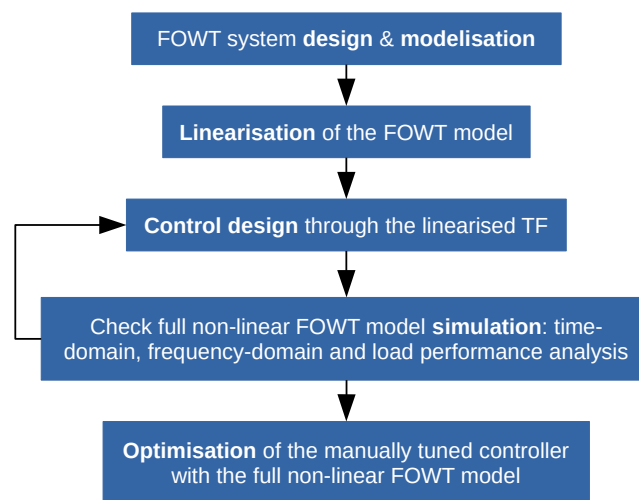 FOWT system design & modelisation
Linearisation of the FOWT model
Control design through the linearised TF
Check full non-linear FOWT model simulation: time-
domain, frequency-domain and load performance analysis
Optimisation of the manually tuned controller
with the full non-linear FOWT model